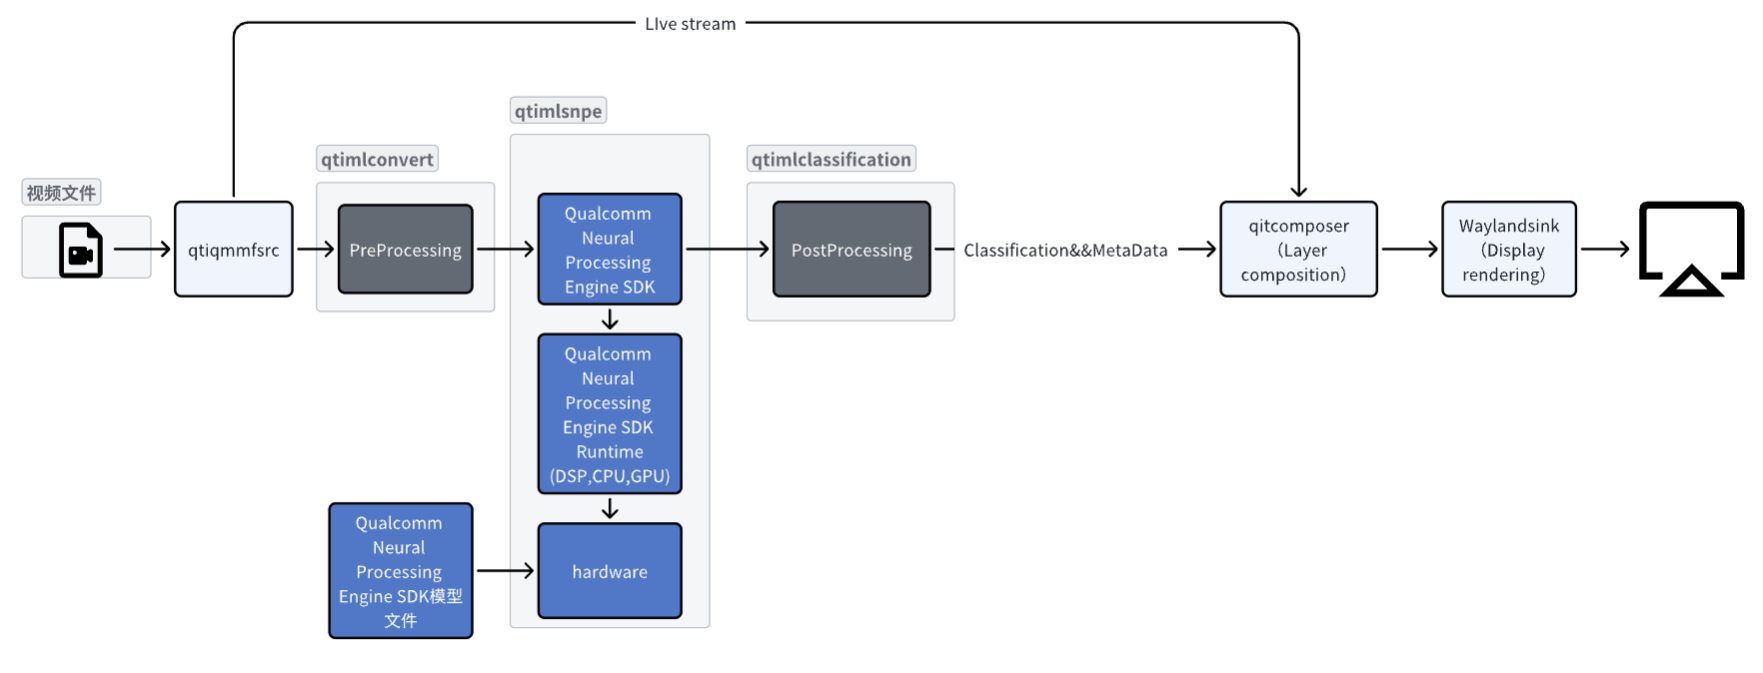 LIve stream
qtimlsnpe
qtimlconvert
qtimlclassification
视频文件
qtiqmmfsrc
PreProcessing
Qualcomm
Neural
Processing
Engine SDK
PostProcessing
Classification&&MetaData
qitcomposer
（Layer
composition）
Waylandsink
（Display
rendering）
Qualcomm
Neural
Processing
Engine SDK
Runtime
(DSP,CPU,GPU)
Qualcomm
Neural
Processing
Engine SDK模型
文件
hardware